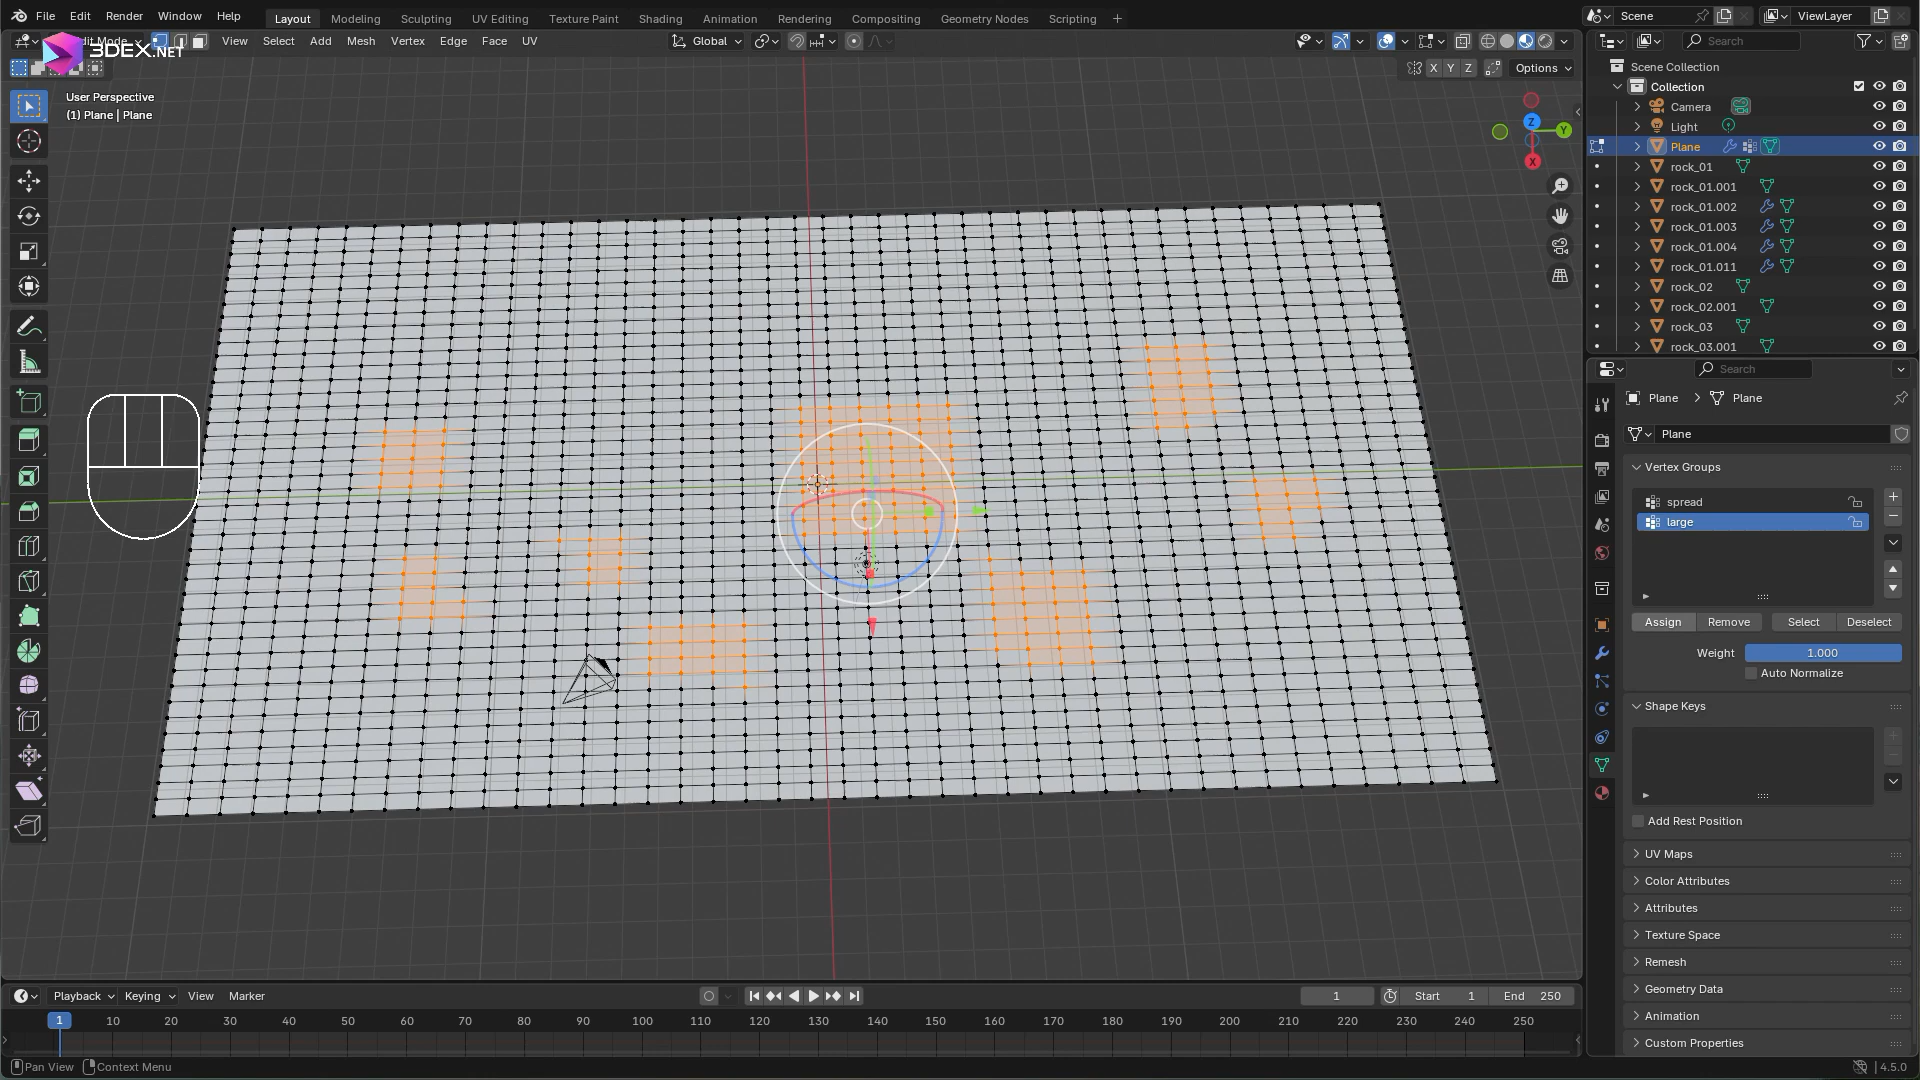 File Edit Render Window Help Layout Modeling Sculpting UV Editing Texture Paint Shading Animation Rendering Compositing Geometry Nodes Scripting + Scene ViewLayer
3DEX.NET
Mode View Select Add Mesh Vertex Edge Face UV Global Search
X Y Z Options
User Perspective
(1) Plane | Plane
Z
Y
X
Scene Collection
Collection
Camera
Light
Plane
rock_01
rock_01.001
rock_01.002
rock_01.003
rock_01.004
rock_01.011
rock_02
rock_02.001
rock_03
rock_03.001
Search
Plane > Plane
Plane
Vertex Groups
spread
large
Assign Remove Select Deselect
Weight 1.000
Auto Normalize
Shape Keys
Add Rest Position
UV Maps
Color Attributes
Attributes
Texture Space
Remesh
Geometry Data
Animation
Custom Properties
Playback Keying View Marker 1 Start 1 End 250
1 10 20 30 40 50 60 70 80 90 100 110 120 130 140 150 160 170 180 190 200 210 220 230 240 250
Pan View Context Menu 4.5.0